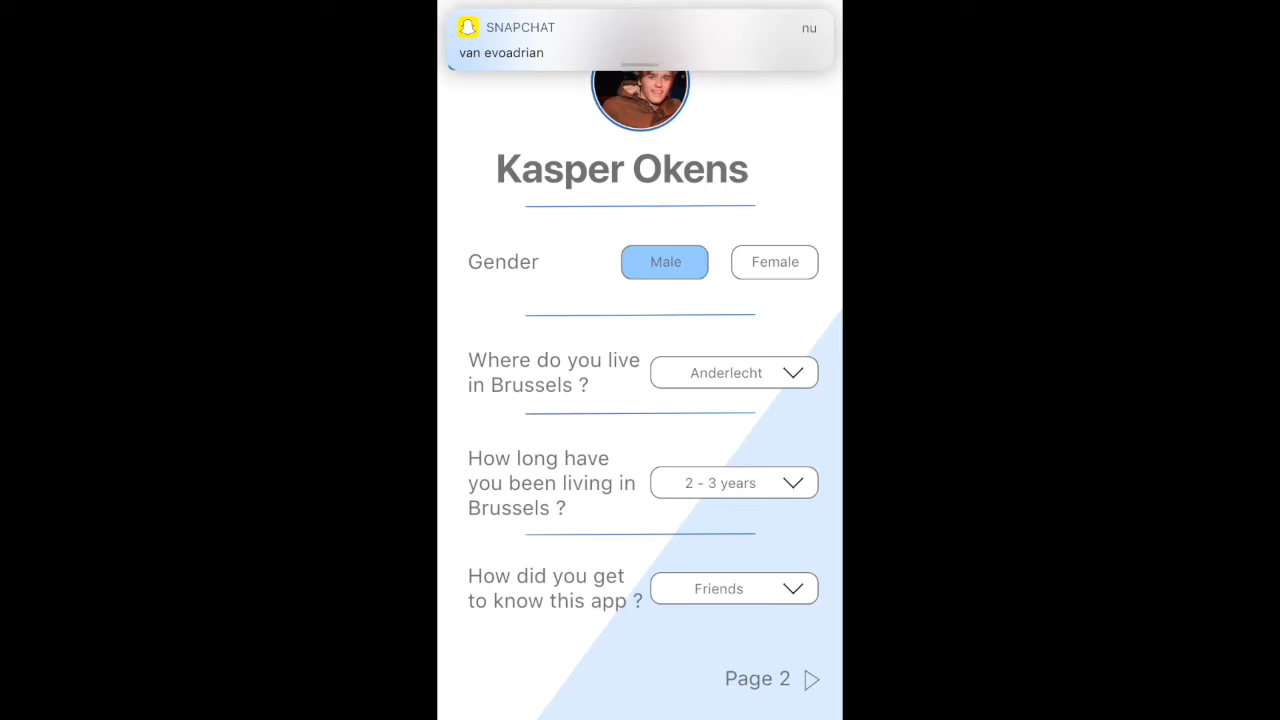 SNAPCHAT
nu
van evoadrian
Kasper Okens
Gender
Male
Female
Where do you live
in Brussels ?
Anderlecht
How long have
you been living in
Brussels ?
2 - 3 years
How did you get
to know this app ?
Friends
Page 2